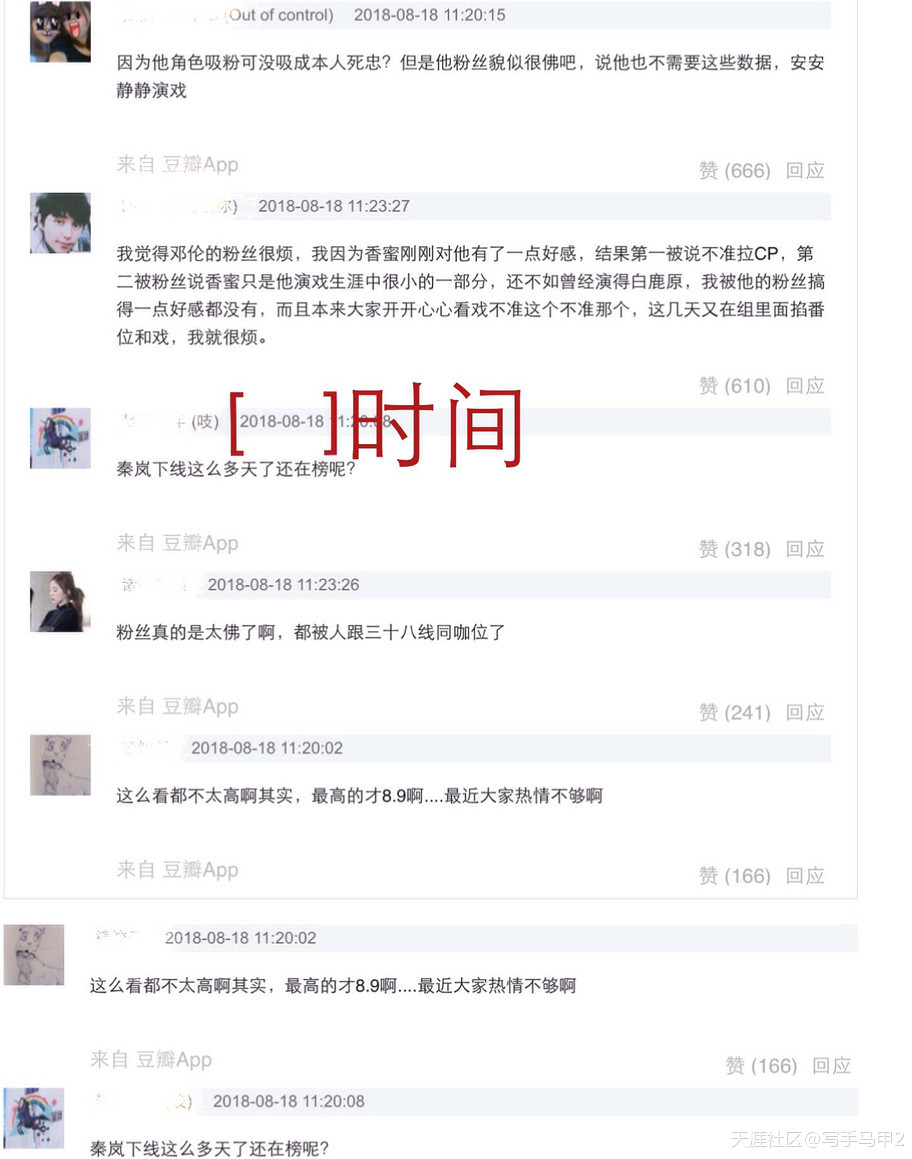 (Out of control) 2018-08-18 11:20:15
因为他角色吸粉可没吸成本人死忠？但是他粉丝貌似很佛吧，说他也不需要这些数据，安安
静静演戏
来自 豆瓣App
赞 (666) 回应
2018-08-18 11:23:27
我觉得邓伦的粉丝很烦，我因为香蜜刚刚对他有了一点好感，结果第一被说不准拉CP，第
二被粉丝说香蜜只是他演戏生涯中很小的一部分，还不如曾经演得白鹿原，我被他的粉丝搞
得一点好感都没有，而且本来大家开开心心看戏不准这个不准那个，这几天又在组里面掐番
位和戏，我就很烦。
赞 (610) 回应
[ ]时间
(吱) 2018-08-18 11:20:08
秦岚下线这么多天了还在榜呢？
来自 豆瓣App
赞 (318) 回应
2018-08-18 11:23:26
粉丝真的是太佛了啊，都被人跟三十八线同咖位了
来自 豆瓣App
赞 (241) 回应
2018-08-18 11:20:02
这么看都不太高啊其实，最高的才8.9啊....最近大家热情不够啊
来自 豆瓣App
赞 (166) 回应
2018-08-18 11:20:02
这么看都不太高啊其实，最高的才8.9啊....最近大家热情不够啊
来自 豆瓣App
赞 (166) 回应
2018-08-18 11:20:08
秦岚下线这么多天了还在榜呢？
天涯社区@写手马甲2